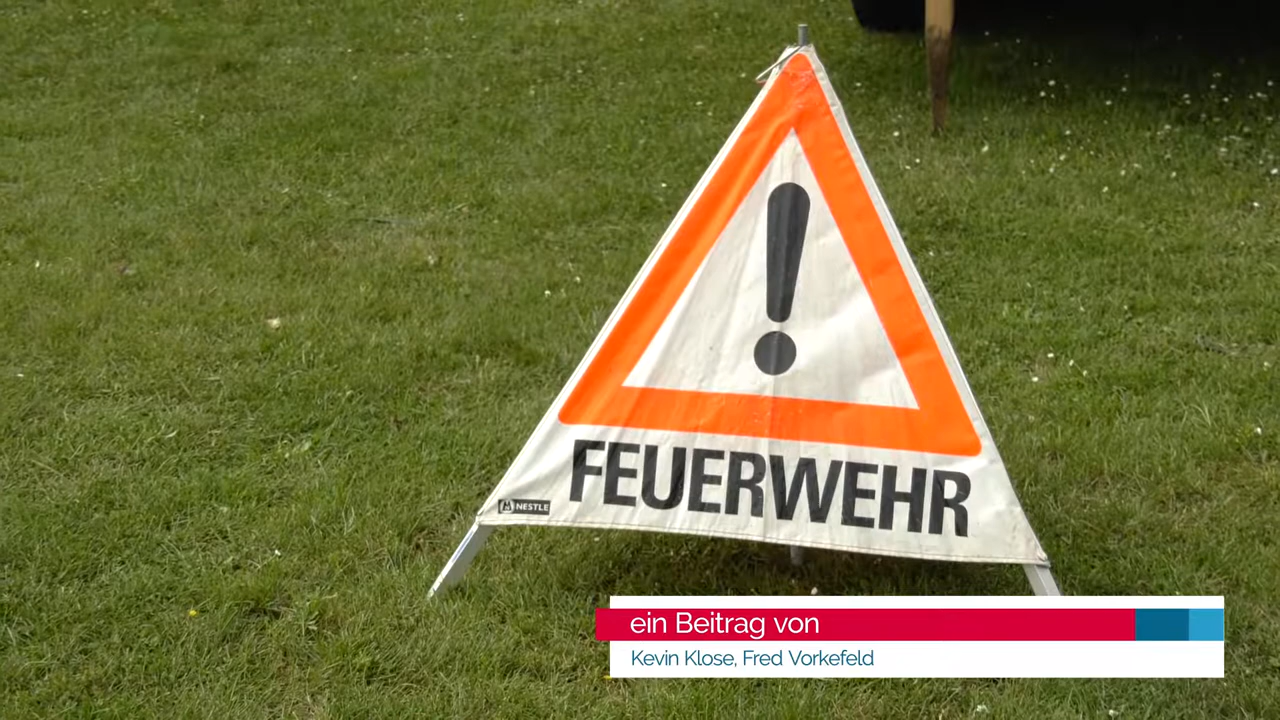 !
FEUERWEHR
NESTLE
ein Beitrag von
Kevin Klose, Fred Vorkefeld